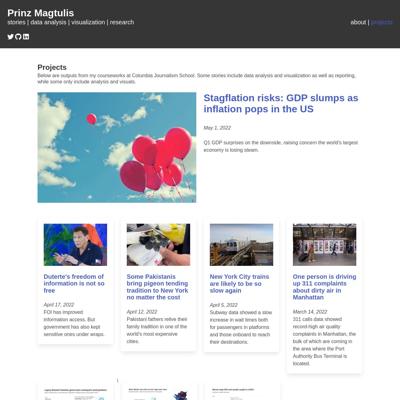 Prinz Magtulis
stories | data analysis | visualization | research
about | projects
Projects
Below are outputs from my courseworks at Columbia Journalism School. Some stories include data analysis and visualization as well as reporting,
while some only include analysis and visuals.
Stagflation risks: GDP slumps as
inflation pops in the US
May 1, 2022
Q1 GDP surprises on the downside, raising concern the world's largest
economy is losing steam.
Duterte's freedom of
information is not so
free
April 17, 2022
FOI has improved
information access. But
government has also kept
sensitive ones under wraps.
Some Pakistanis
bring pigeon tending
tradition to New York
no matter the cost
April 12, 2022
Pakistani fathers relive their
family tradition in one of the
world's most expensive
cities.
New York City trains
are likely to be so
slow again
April 5, 2022
Subway data showed a slow
increase in wait times both
for passengers in platforms
and those onboard to reach
their destinations.
One person is driving
up 311 complaints
about dirty air in
Manhattan
March 14, 2022
311 calls data showed
record-high air quality
complaints in Manhattan, the
bulk of which are coming in
the area where the Port
Authority Bus Terminal is
located.